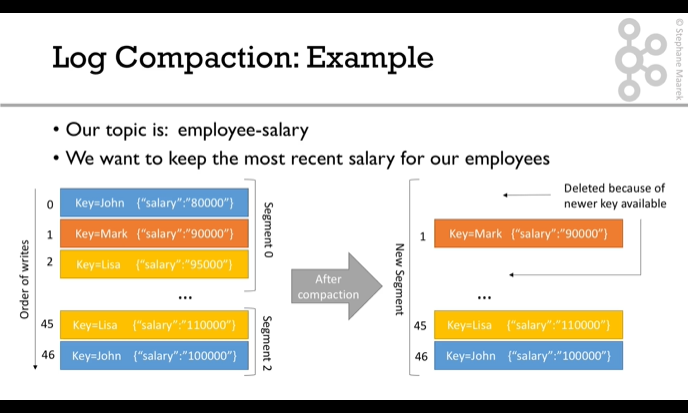 Log Compaction: Example
© Stephane Maarek
• Our topic is: employee-salary
• We want to keep the most recent salary for our employees
Order of writes
0 Key=John {"salary":"80000"}
1 Key=Mark {"salary":"90000"}
2 Key=Lisa {"salary":"95000"}
...
45 Key=Lisa {"salary":"110000"}
46 Key=John {"salary":"100000"}
Segment 0
Segment 2
After
compaction
New Segment
Deleted because of
newer key available
1 Key=Mark {"salary":"90000"}
...
45 Key=Lisa {"salary":"110000"}
46 Key=John {"salary":"100000"}